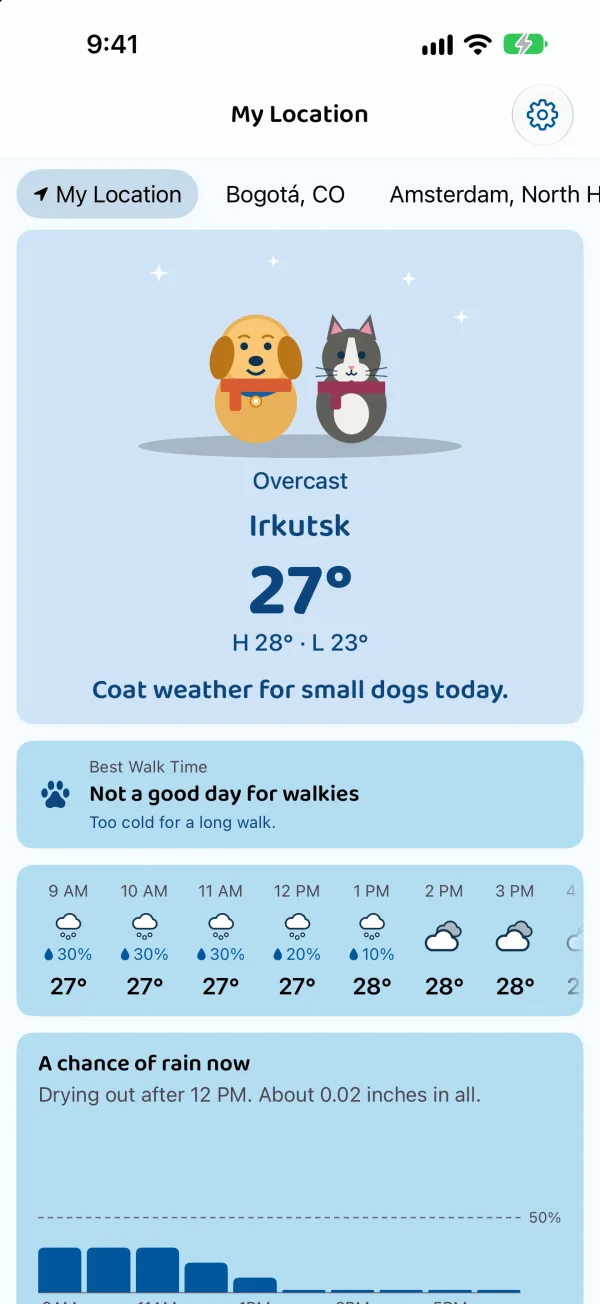 9:41
My Location
My Location Bogotá, CO Amsterdam, North H
Overcast
Irkutsk
27°
H 28° · L 23°
Coat weather for small dogs today.
Best Walk Time
Not a good day for walkies
Too cold for a long walk.
9 AM 10 AM 11 AM 12 PM 1 PM 2 PM 3 PM 4
30% 30% 30% 20% 10%
27° 27° 27° 27° 28° 28° 28° 2
A chance of rain now
Drying out after 12 PM. About 0.02 inches in all.
50%